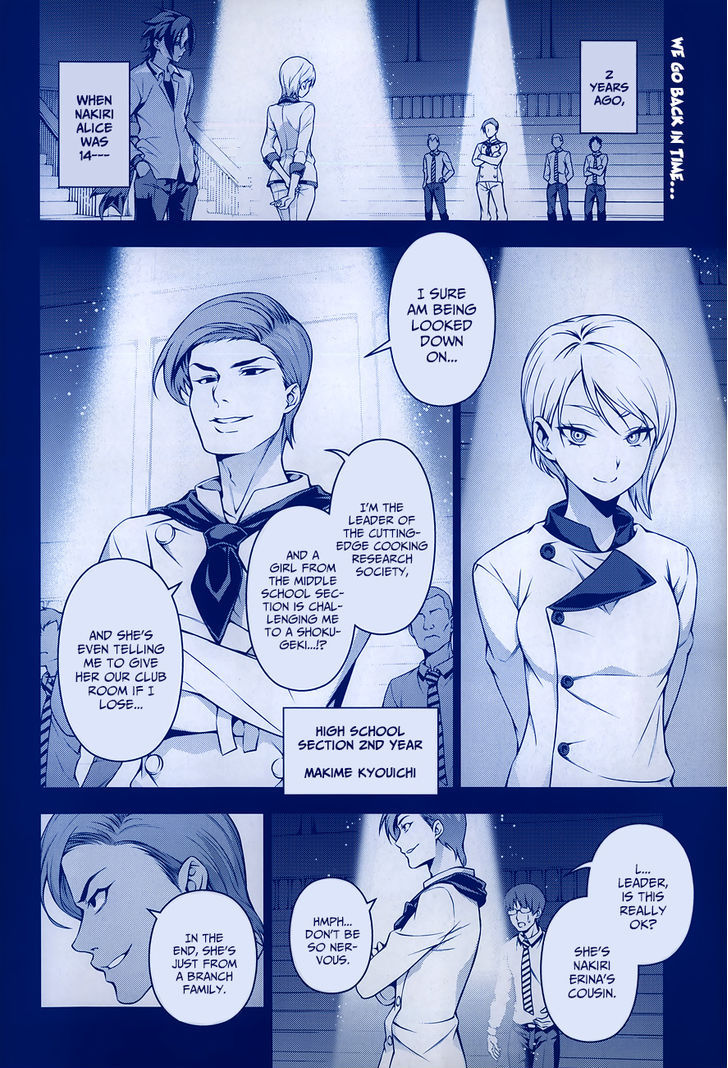 WE GO BACK IN TIME...
2
YEARS
AGO,
WHEN
NAKIRI
ALICE
WAS
14---
I SURE
AM BEING
LOOKED
DOWN
ON...
I'M THE
LEADER OF
THE CUTTING-
EDGE COOKING
RESEARCH
SOCIETY,
AND A
GIRL FROM
THE MIDDLE
SCHOOL SEC-
TION IS CHAL-
LENGING ME
TO A SHOKU-
GEKI...!?
AND SHE'S
EVEN TELLING
ME TO GIVE
HER OUR CLUB
ROOM IF I
LOSE...
HIGH SCHOOL
SECTION 2ND YEAR
MAKIME KYOUICHI
L...
LEADER,
IS THIS
REALLY
OK?
SHE'S
NAKIRI
ERINA'S
COUSIN.
HMPH...
DON'T BE
SO NER-
VOUS.
IN THE
END, SHE'S
JUST FROM
A BRANCH
FAMILY.